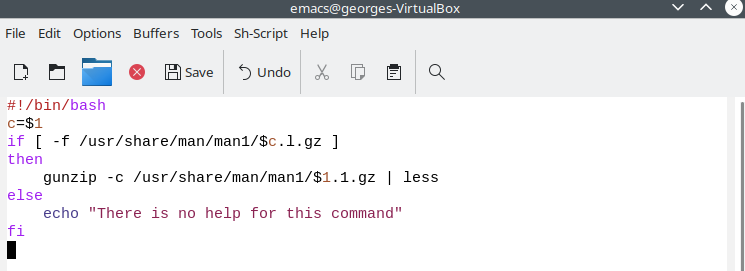 emacs@georges-VirtualBox
File Edit Options Buffers Tools Sh-Script Help
Save Undo
#!/bin/bash
c=$1
if [ -f /usr/share/man/man1/$c.l.gz ]
then
    gunzip -c /usr/share/man/man1/$1.1.gz | less
else
    echo "There is no help for this command"
fi